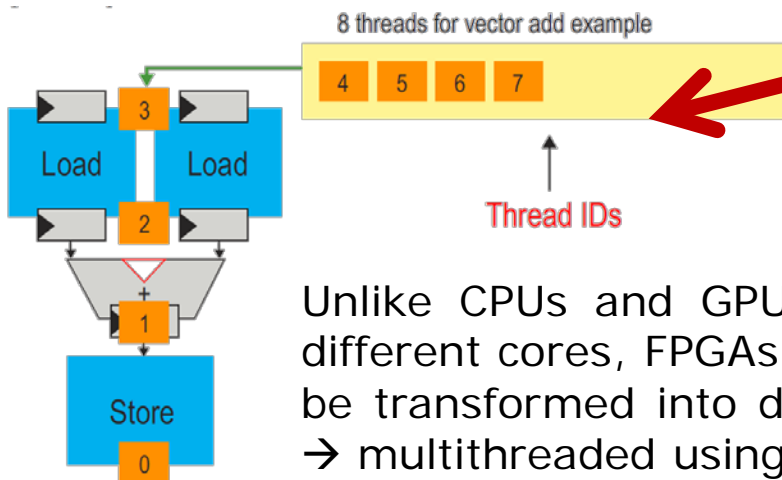 8 threads for vector add example
4 5 6 7
3
Load Load
2
Thread IDs
+
1
Store
0
Unlike CPUs and GPU
different cores, FPGAs
be transformed into d
→ multithreaded using